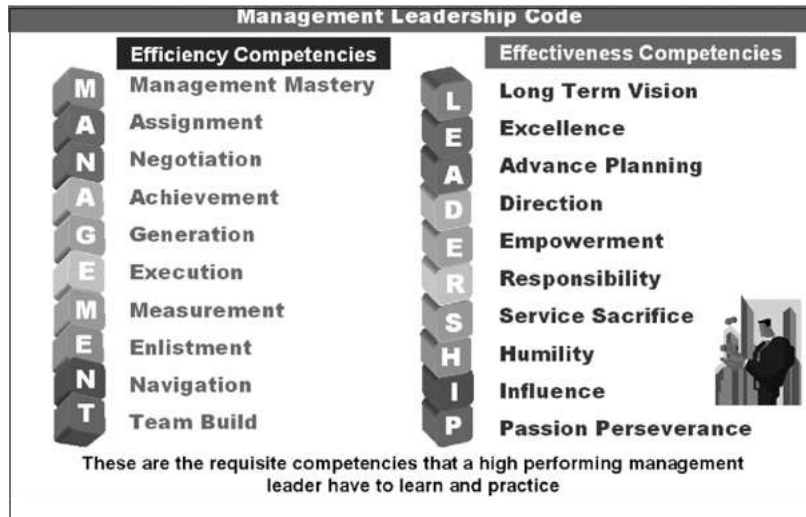 Management Leadership Code
Efficiency Competencies
M Management Mastery
A Assignment
N Negotiation
A Achievement
G Generation
E Execution
M Measurement
E Enlistment
N Navigation
T Team Build
Effectiveness Competencies
L Long Term Vision
E Excellence
A Advance Planning
D Direction
E Empowerment
R Responsibility
S Service Sacrifice
H Humility
I Influence
P Passion Perseverance
These are the requisite competencies that a high performing management
leader have to learn and practice